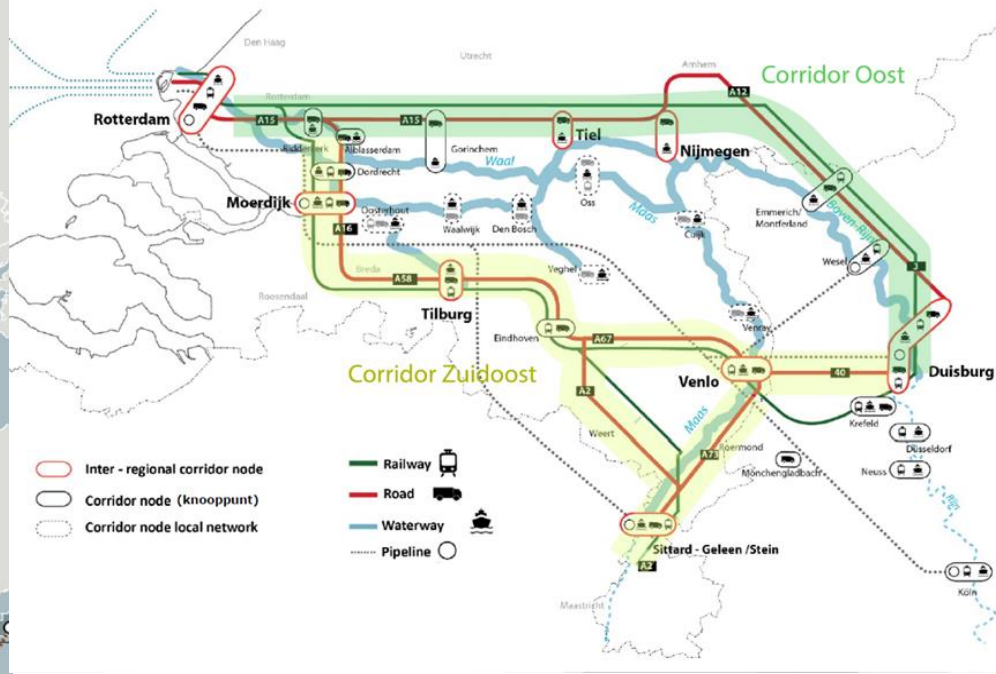 Den Haag
Utrecht
Arnhem
Corridor Oost
A12
Rotterdam
Rotterdam
A15
A15
Ridderkerk
Alblasserdam
Gorinchem
Tiel
Nijmegen
Waal
Dordrecht
Moerdijk
Oosterhout
Waalwijk
Den Bosch
Oss
Maas
Cuijk
Emmerich/
Montferland
Boven-Rijn
A16
Wesel
3
Breda
A58
Veghel
Roosendaal
Tilburg
Venray
Eindhoven
A67
Corridor Zuidoost
Venlo
40
Duisburg
A2
Maas
Krefeld
Weert
Roermond
Düsseldorf
A73
Mönchengladbach
Neuss
Inter - regional corridor node
Railway
Corridor node (knooppunt)
Road
Rijn
Corridor node local network
Waterway
Pipeline
Sittard - Geleen /Stein
A2
Köln
Maastricht